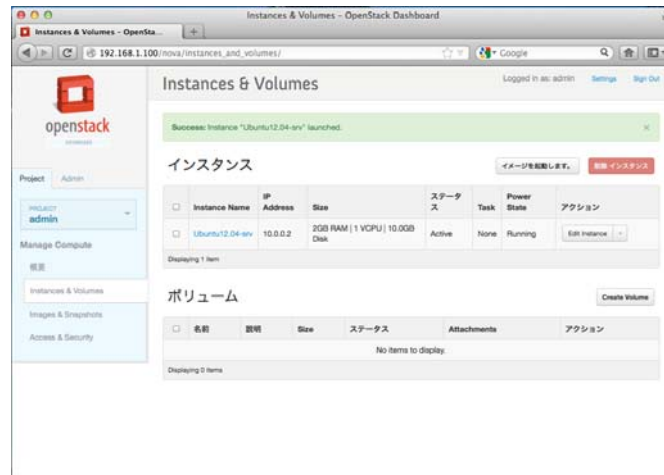 Instances & Volumes - OpenStack Dashboard
Instances & Volumes - OpenSta...
192.168.1.100/nova/instances_and_volumes/
Google
openstack
Instances & Volumes
Logged in as: admin Settings Sign Out
Success: Instance "Ubuntu12.04-srv" launched.
Project Admin
PROJECT
admin
Manage Compute
概要
Instances & Volumes
Images & Snapshots
Access & Security
インスタンス
イメージを起動します。 削除 インスタンス
Instance Name IP Address Size ステータス Task Power State アクション
Ubuntu12.04-srv 10.0.0.2 2GB RAM | 1 VCPU | 10.0GB Disk Active None Running Edit Instance
Displaying 1 item
ボリューム
Create Volume
名前 説明 Size ステータス Attachments アクション
No items to display.
Displaying 0 items